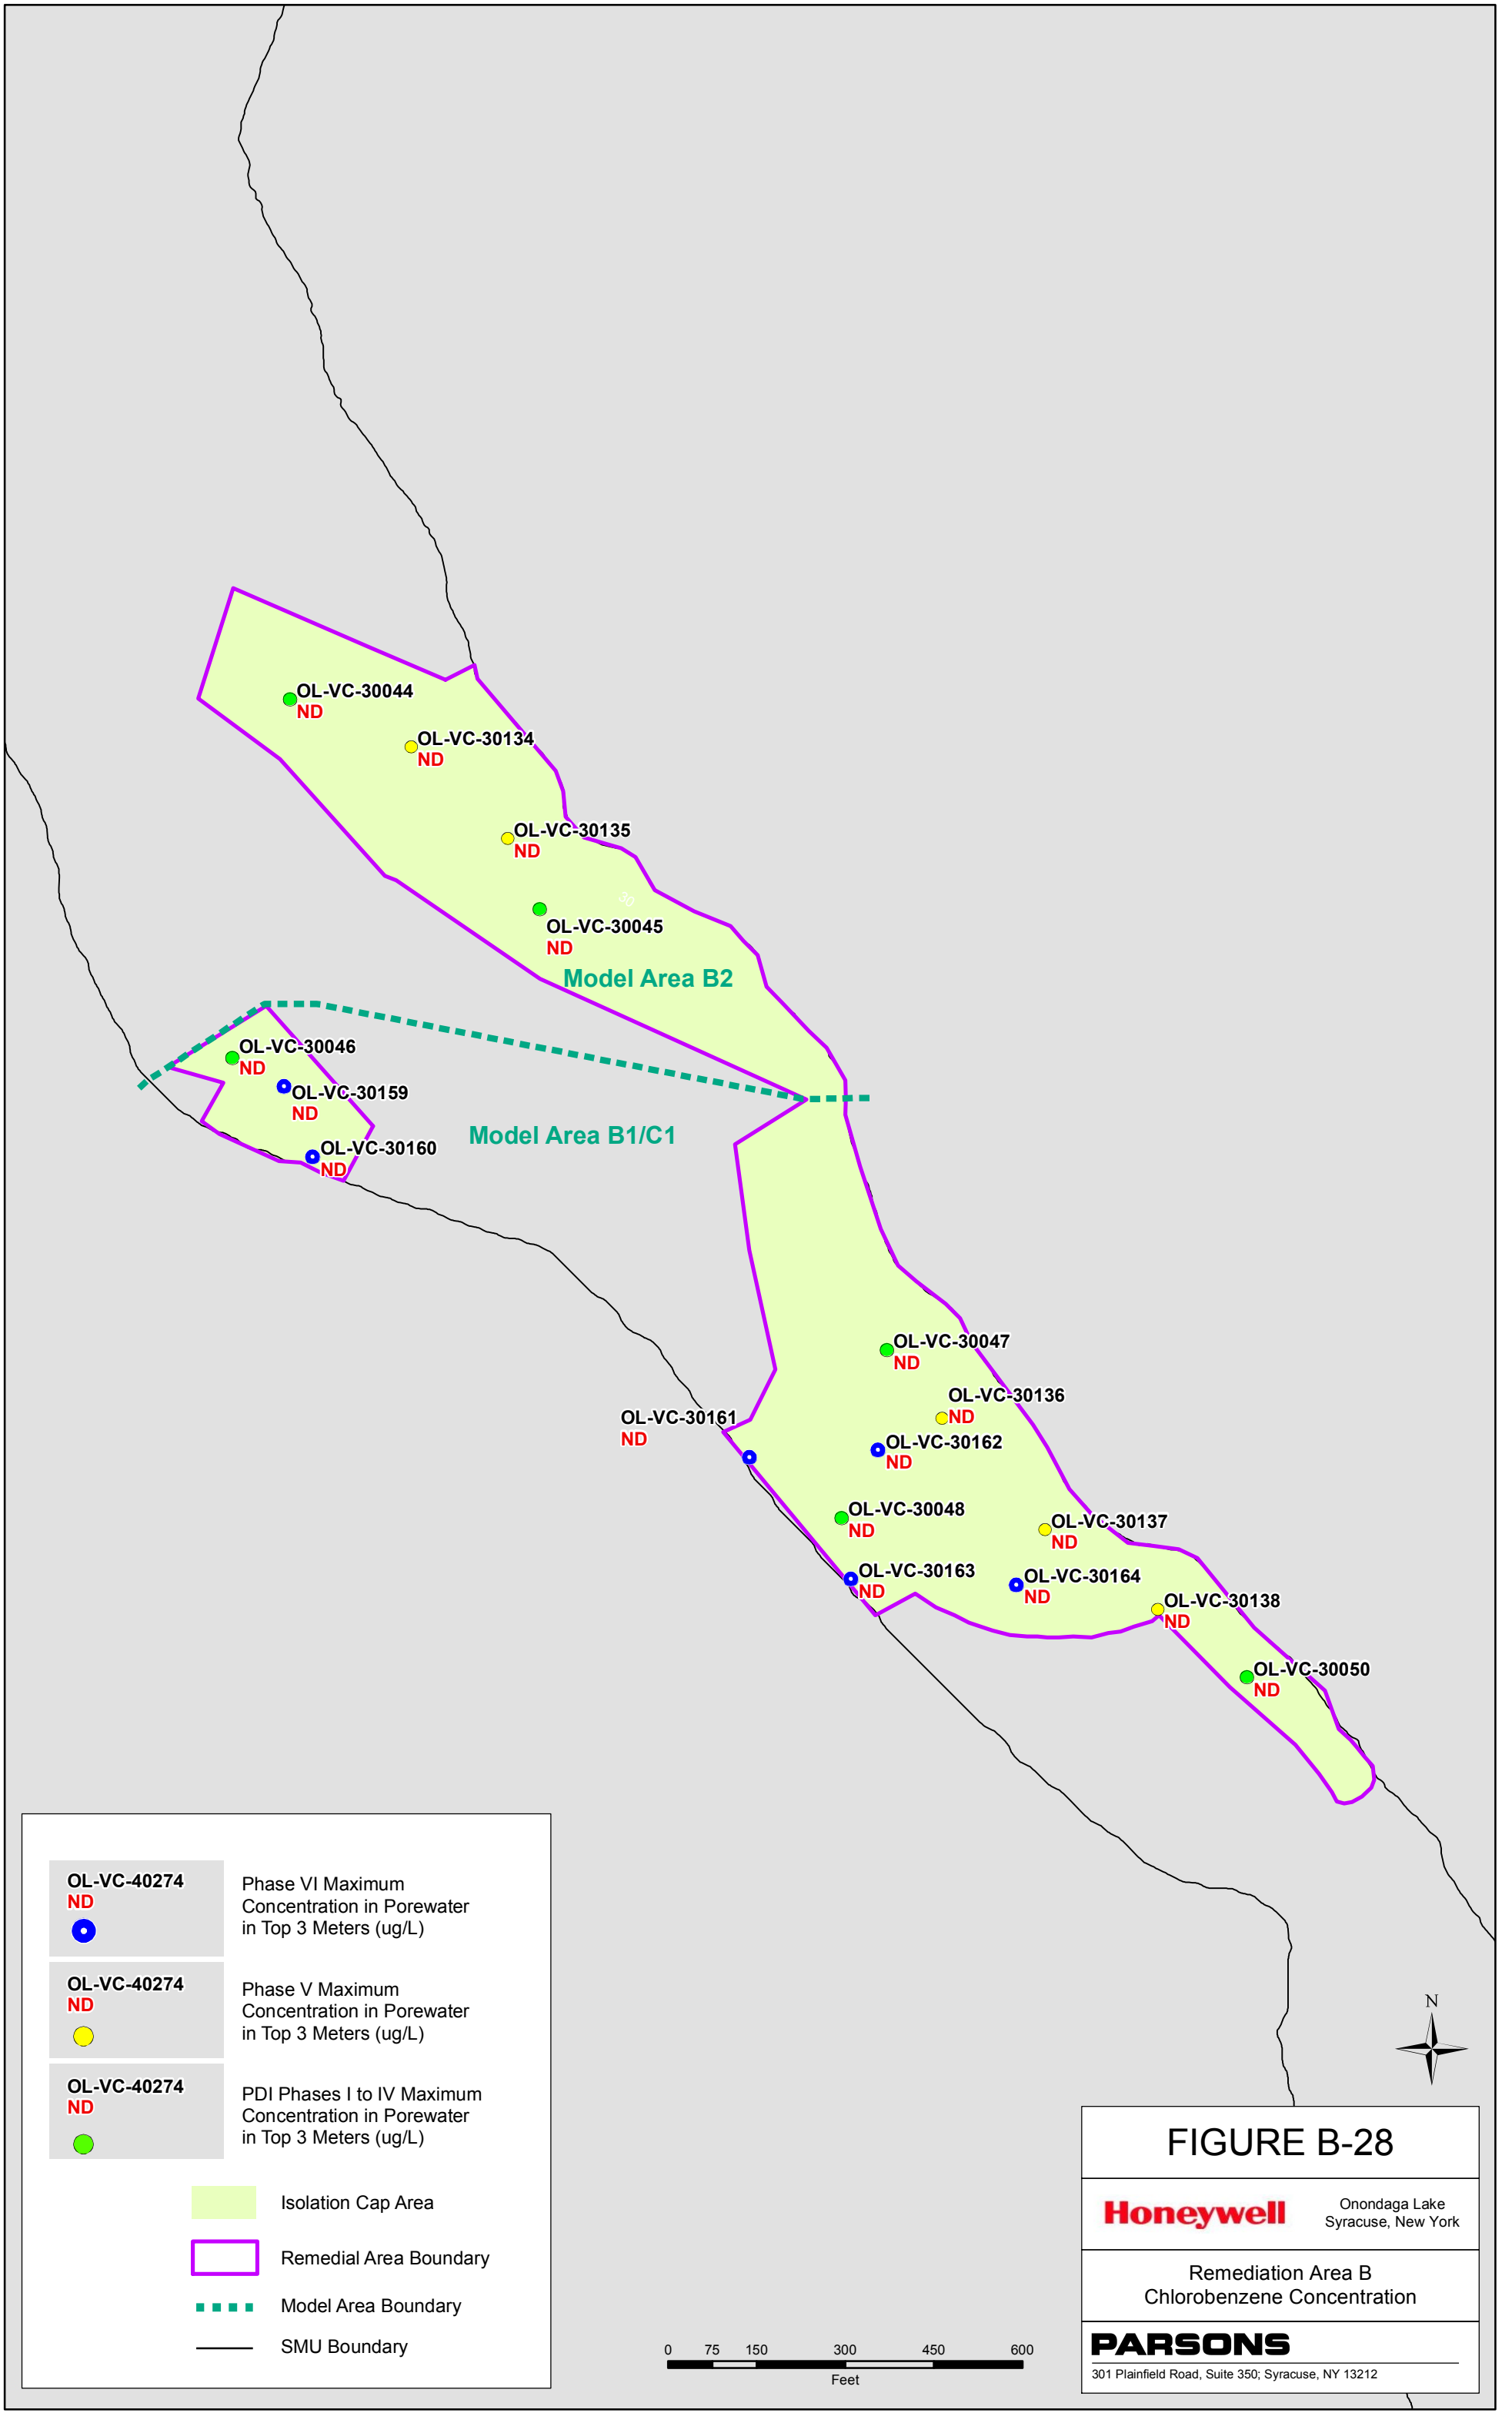 OL-VC-30044
ND
OL-VC-30134
ND
OL-VC-30135
ND
30
OL-VC-30045
ND
Model Area B2
OL-VC-30046
ND
OL-VC-30159
ND
OL-VC-30160
ND
Model Area B1/C1
OL-VC-30047
ND
OL-VC-30136
ND
OL-VC-30161
ND
OL-VC-30162
ND
OL-VC-30048
ND
OL-VC-30137
ND
OL-VC-30163
ND
OL-VC-30164
ND
OL-VC-30138
ND
OL-VC-30050
ND
OL-VC-40274
ND
Phase VI Maximum
Concentration in Porewater
in Top 3 Meters (ug/L)
OL-VC-40274
ND
Phase V Maximum
Concentration in Porewater
in Top 3 Meters (ug/L)
OL-VC-40274
ND
PDI Phases I to IV Maximum
Concentration in Porewater
in Top 3 Meters (ug/L)
Isolation Cap Area
Remedial Area Boundary
Model Area Boundary
SMU Boundary
0 75 150 300 450 600
Feet
N
FIGURE B-28
Honeywell
Onondaga Lake
Syracuse, New York
Remediation Area B
Chlorobenzene Concentration
PARSONS
301 Plainfield Road, Suite 350; Syracuse, NY 13212